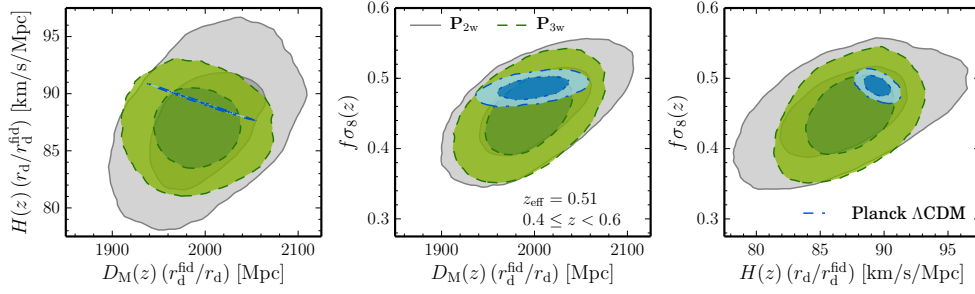 H(z) (r_d/r_d^fid) [km/s/Mpc]
95
90
85
80
1900
2000
2100
D_M(z) (r_d^fid/r_d) [Mpc]
fσ_8(z)
0.6
0.5
0.4
0.3
P_2w
P_3w
z_eff = 0.51
0.4 ≤ z < 0.6
1900
2000
2100
D_M(z) (r_d^fid/r_d) [Mpc]
fσ_8(z)
0.6
0.5
0.4
0.3
Planck ΛCDM
80
85
90
95
H(z) (r_d/r_d^fid) [km/s/Mpc]